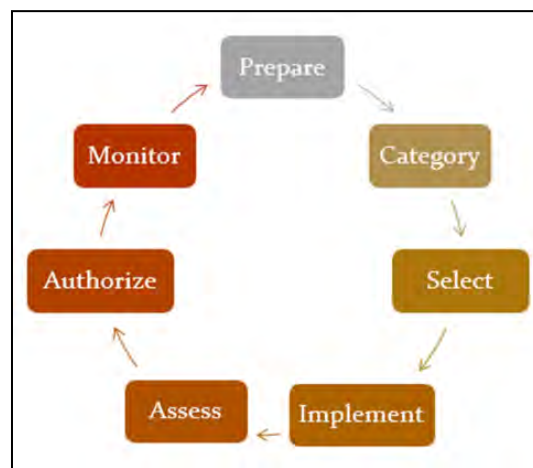 Prepare
Category
Select
Implement
Assess
Authorize
Monitor